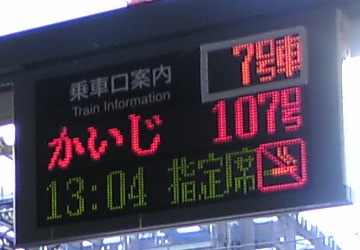 7号車
乗車口案内
Train Information
かいじ 107号
13:04 指定席